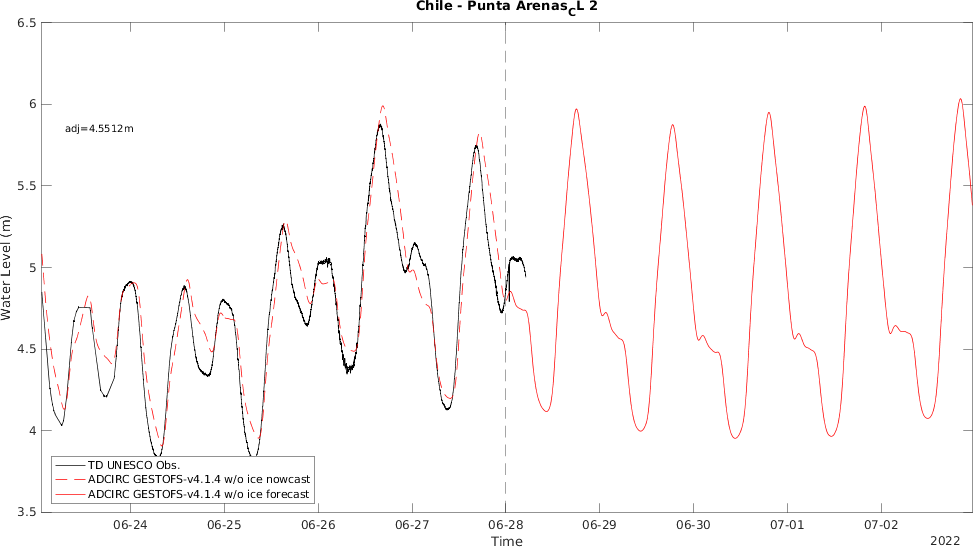 Chile - Punta Arenas_CL 2
6.5
6
5.5
5
4.5
4
3.5
Water Level (m)
adj=4.5512m
TD UNESCO Obs.
ADCIRC GESTOFS-v4.1.4 w/o ice nowcast
ADCIRC GESTOFS-v4.1.4 w/o ice forecast
06-24 06-25 06-26 06-27 06-28 06-29 06-30 07-01 07-02
Time
2022